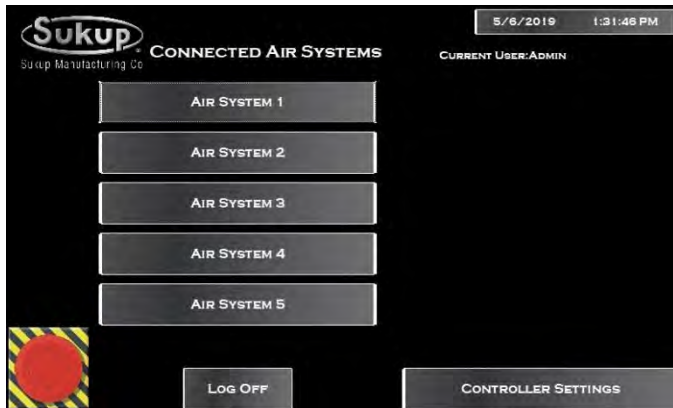 Sukup
Sukup Manufacturing Co
5/6/2019 1:31:46 PM
CONNECTED AIR SYSTEMS
CURRENT USER:ADMIN
AIR SYSTEM 1
AIR SYSTEM 2
AIR SYSTEM 3
AIR SYSTEM 4
AIR SYSTEM 5
LOG OFF
CONTROLLER SETTINGS